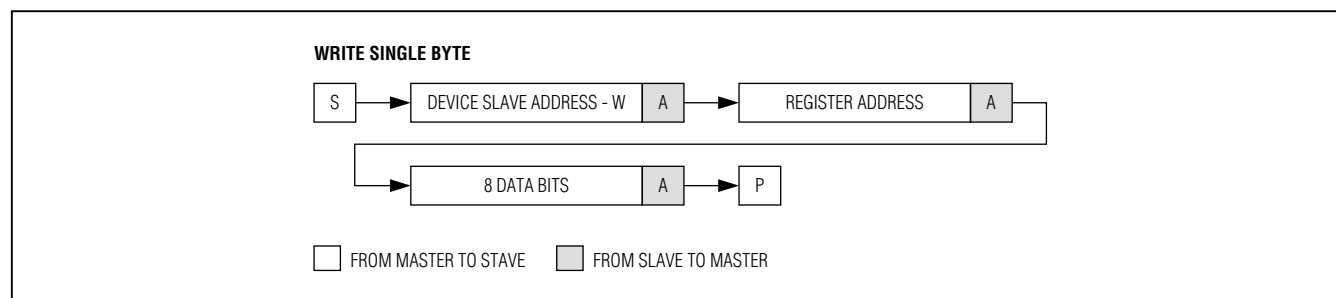 WRITE SINGLE BYTE
S DEVICE SLAVE ADDRESS - W A REGISTER ADDRESS A
8 DATA BITS A P
FROM MASTER TO STAVE FROM SLAVE TO MASTER